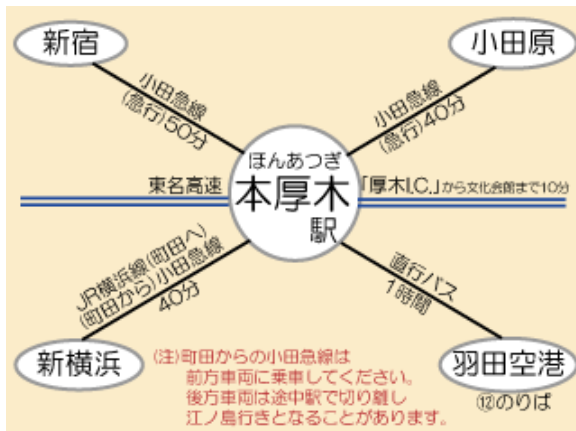 新宿
小田原
小田急線
(急行)50分
小田急線
(急行)40分
ほんあつぎ
本厚木
駅
東名高速
「厚木I.C.」から文化会館まで10分
JR横浜線(町田へ)
(町田から)小田急線
40分
直行バス
1時間
新横浜
羽田空港
⑫のりば
(注)町田からの小田急線は
前方車両に乗車してください。
後方車両は途中駅で切り離し
江ノ島行きとなることがあります。